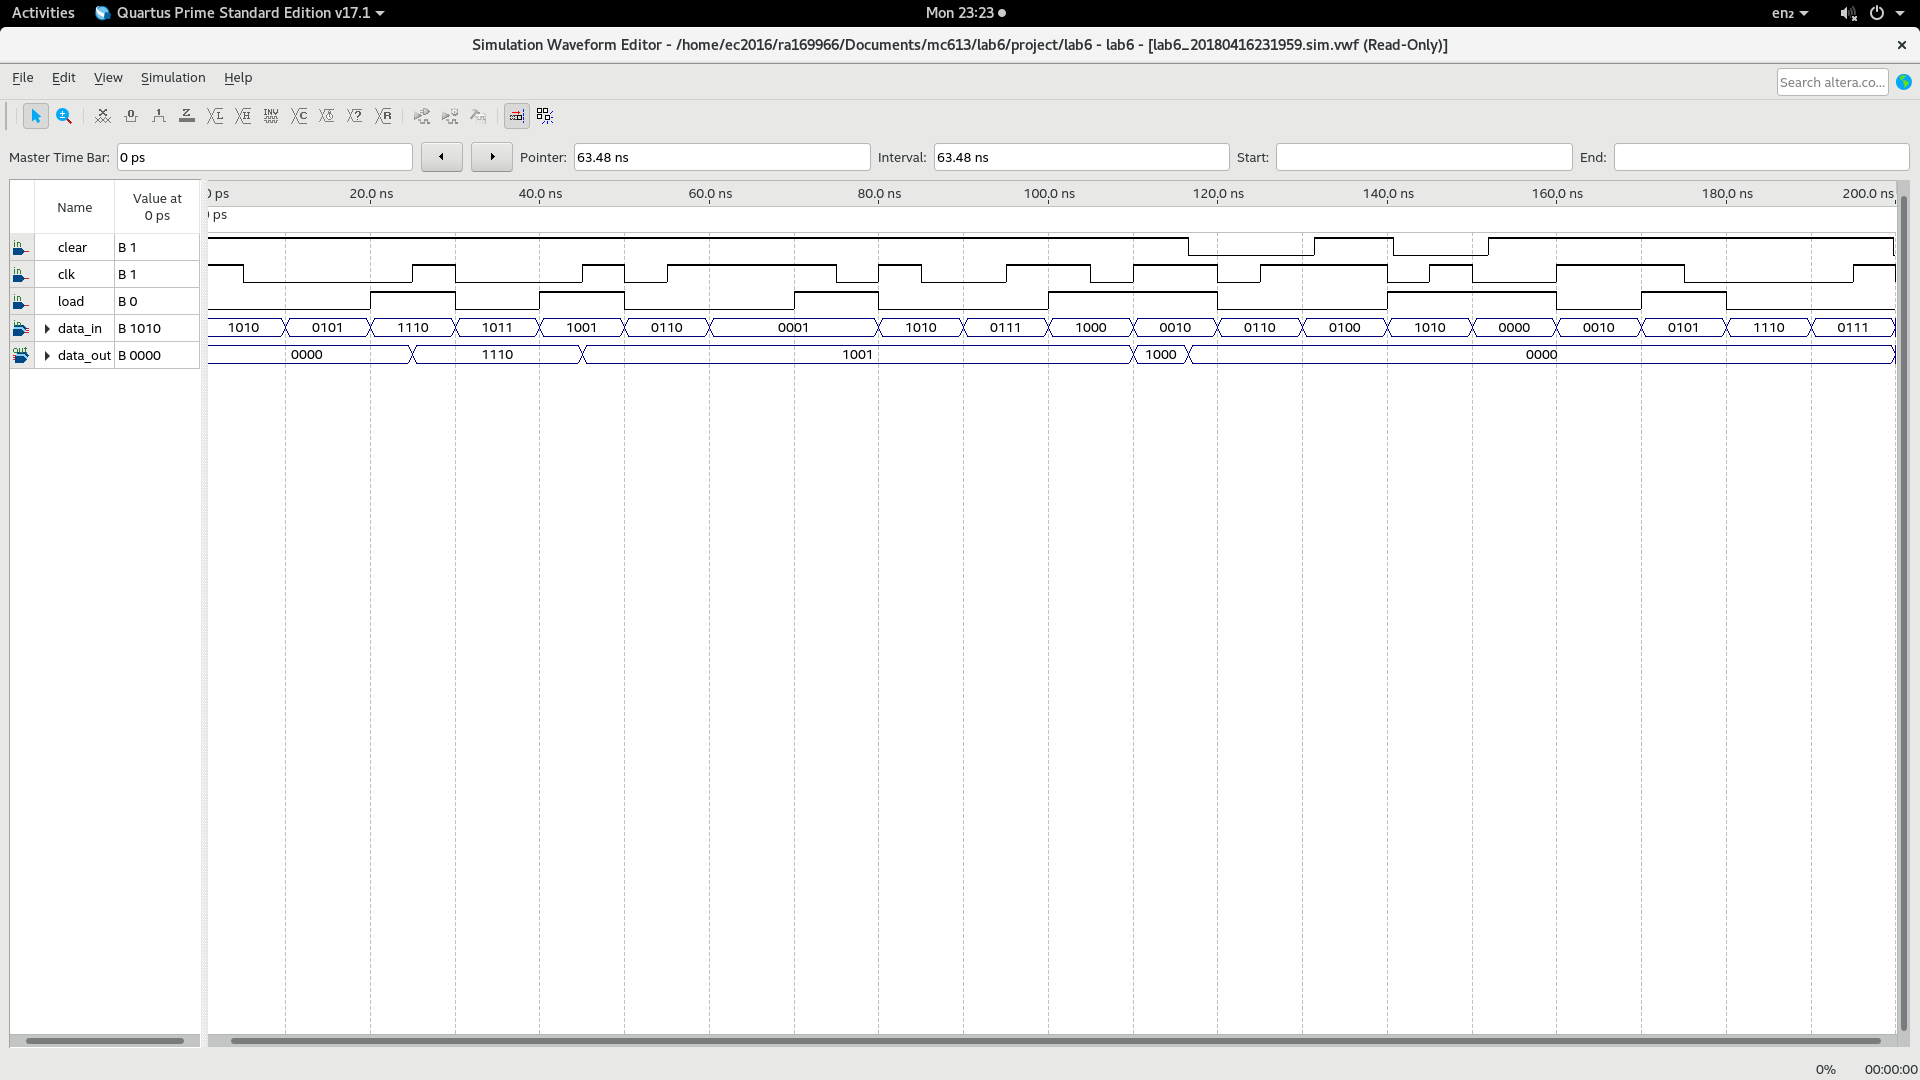 Activities Quartus Prime Standard Edition v17.1 Mon 23:23 en₂
Simulation Waveform Editor - /home/ec2016/ra169966/Documents/mc613/lab6/project/lab6 - lab6 - [lab6_20180416231959.sim.vwf (Read-Only)]
File Edit View Simulation Help Search altera.co...
Master Time Bar: 0 ps Pointer: 63.48 ns Interval: 63.48 ns Start: End:
Name Value at 0 ps 0 ps 20.0 ns 40.0 ns 60.0 ns 80.0 ns 100.0 ns 120.0 ns 140.0 ns 160.0 ns 180.0 ns 200.0 ns
0 ps
clear B 1
clk B 1
load B 0
data_in B 1010 1010 0101 1110 1011 1001 0110 0001 1010 0111 1000 0010 0110 0100 1010 0000 0010 0101 1110 0111
data_out B 0000 0000 1110 1001 1000 0000
0% 00:00:00